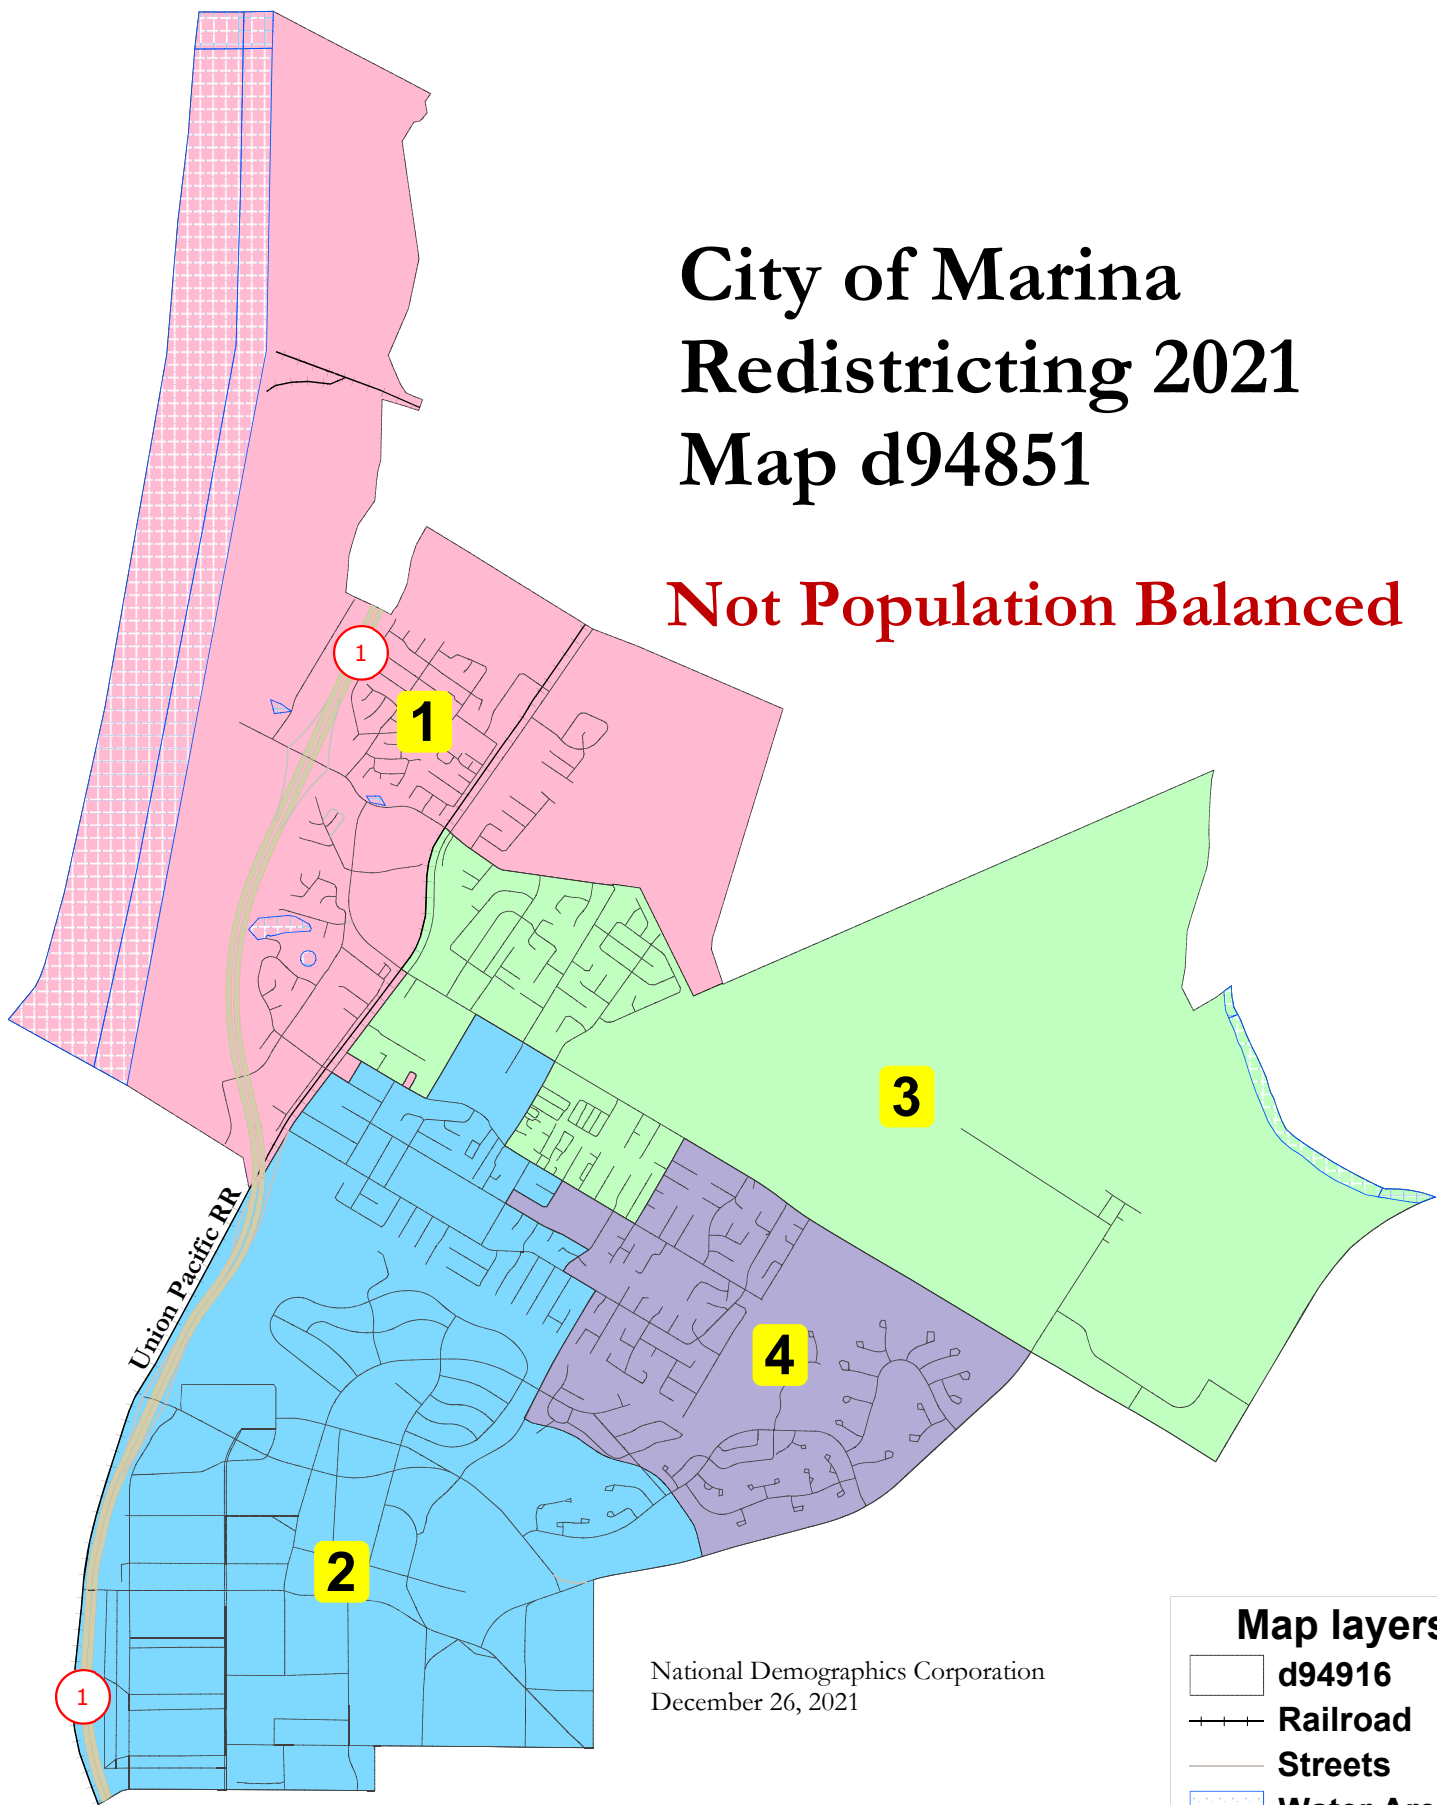 City of Marina
Redistricting 2021
Map d94851
Not Population Balanced
1
1
3
Union Pacific RR
4
2
1
National Demographics Corporation
December 26, 2021
Map layers
d94916
Railroad
Streets
Water